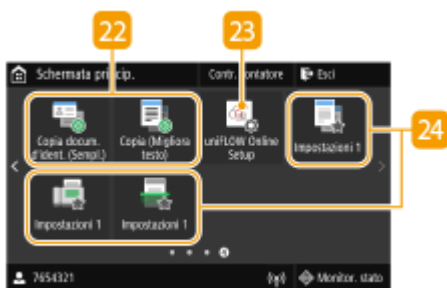 22
23
Schermata princip.
Contr. contatore
Esci
Copia docum.
d'ident. (Sempl.)
Copia (Migliora
testo)
uniFLOW Online
Setup
Impostazioni 1
24
Impostazioni 1
Impostazioni 1
7654321
Monitor. stato